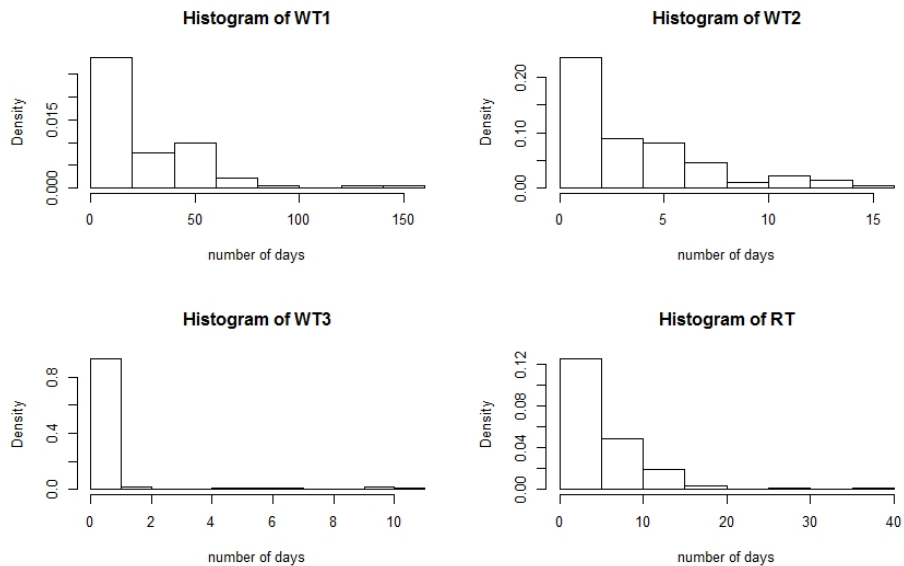 Histogram of WT1
Density
0.000
0.015
0
50
100
150
number of days
Histogram of WT2
Density
0.00
0.10
0.20
0
5
10
15
number of days
Histogram of WT3
Density
0.0
0.4
0.8
0
2
4
6
8
10
number of days
Histogram of RT
Density
0.00
0.04
0.08
0.12
0
10
20
30
40
number of days